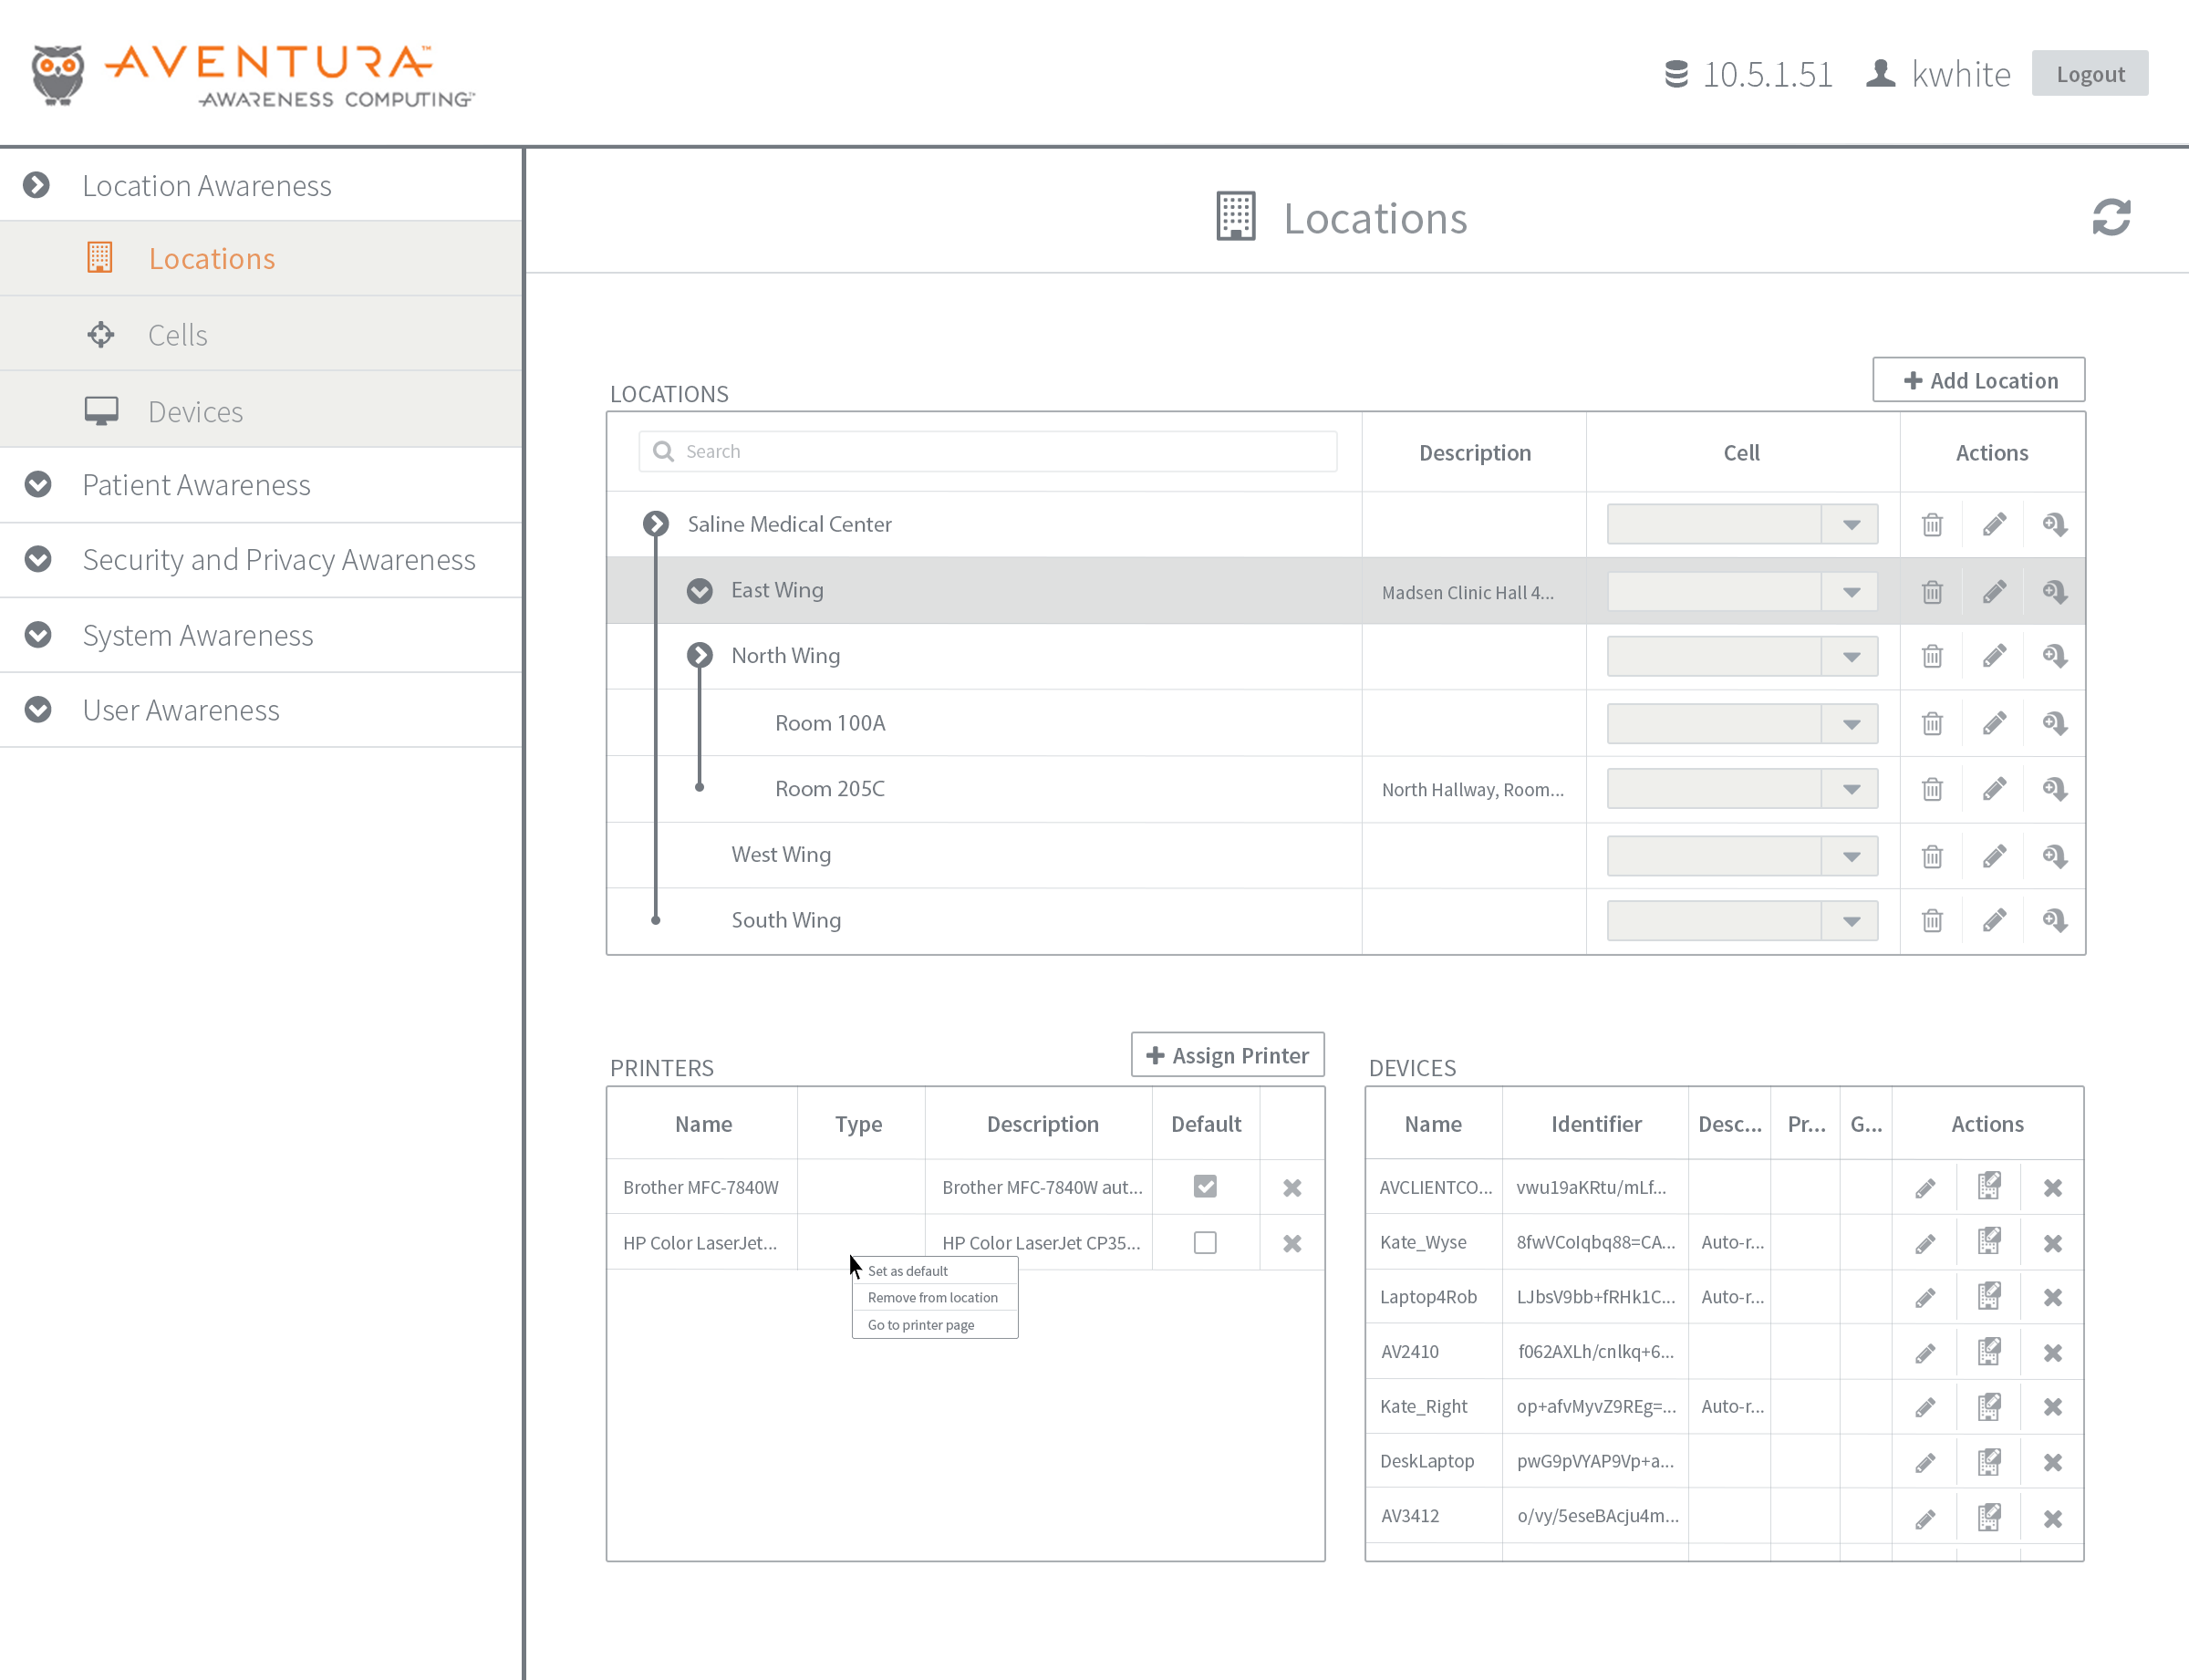 AVENTURA™
AWARENESS COMPUTING™
10.5.1.51 kwhite Logout
Location Awareness
Locations
Cells
Devices
Patient Awareness
Security and Privacy Awareness
System Awareness
User Awareness
Locations
LOCATIONS + Add Location
Search Description Cell Actions
Saline Medical Center
East Wing Madsen Clinic Hall 4...
North Wing
Room 100A
Room 205C North Hallway, Room...
West Wing
South Wing
PRINTERS + Assign Printer
Name Type Description Default
Brother MFC-7840W Brother MFC-7840W aut...
HP Color LaserJet... HP Color LaserJet CP35...
Set as default
Remove from location
Go to printer page
DEVICES
Name Identifier Desc... Pr... G... Actions
AVCLIENTCO... vwu19aKRtu/mLf...
Kate_Wyse 8fwVCoIqbq88=CA... Auto-r...
Laptop4Rob LJbsV9bb+fRHk1C... Auto-r...
AV2410 f062AXLh/cnlkq+6...
Kate_Right op+afvMyvZ9REg=... Auto-r...
DeskLaptop pwG9pVYAP9Vp+a...
AV3412 o/vy/5eseBAcju4m...